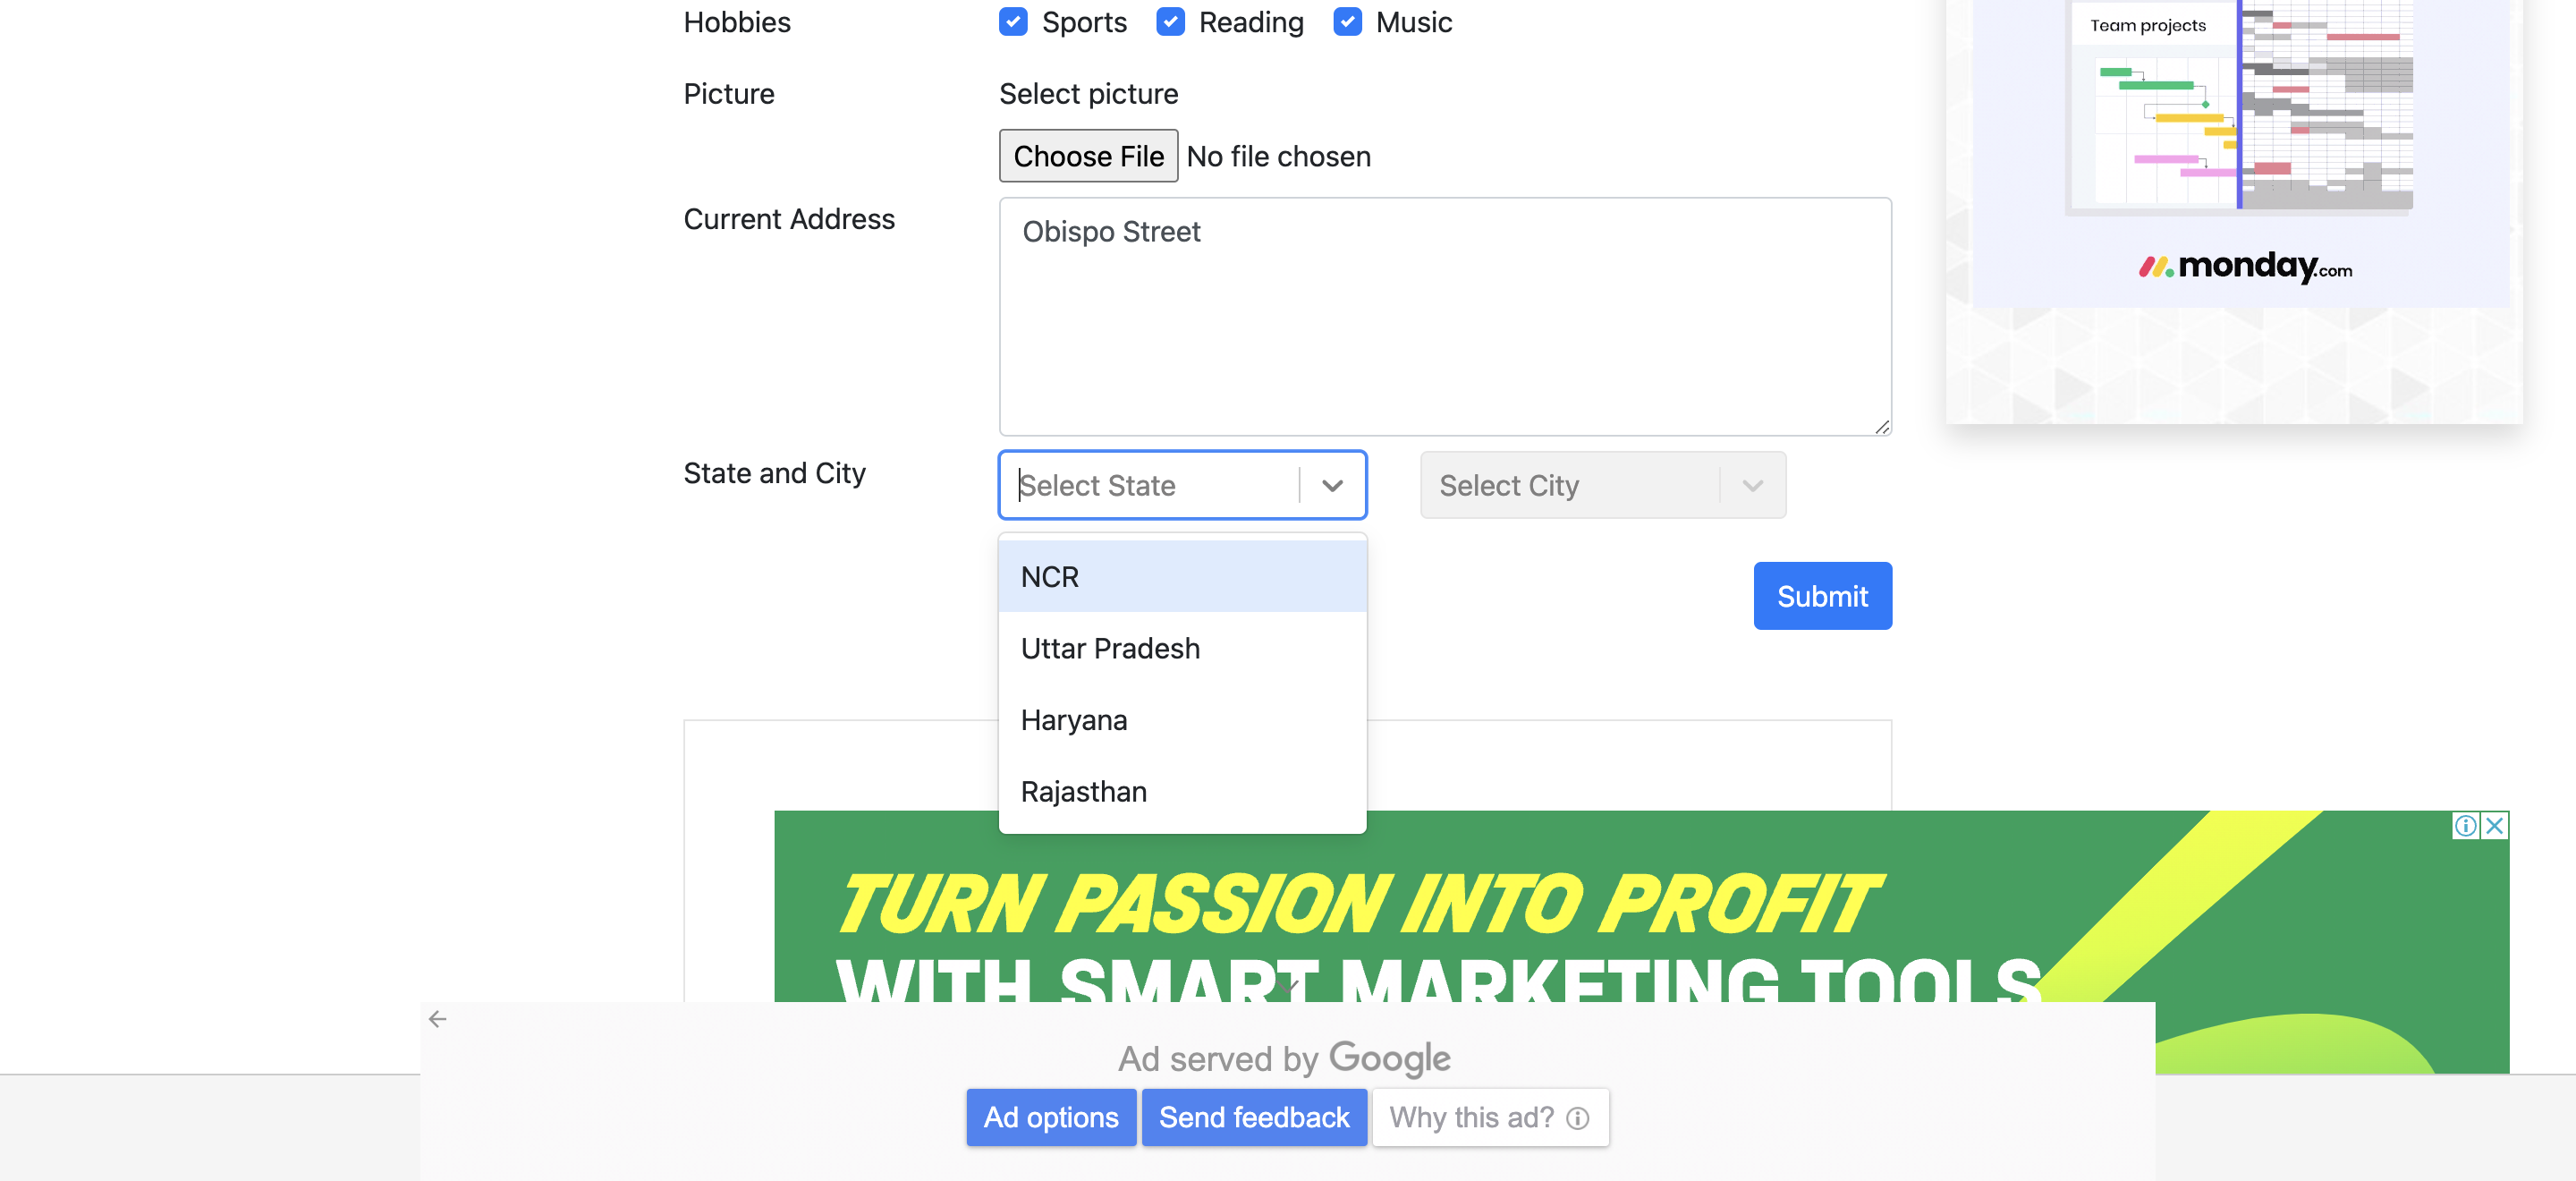 Hobbies
Sports Reading Music
Picture
Select picture
Choose File No file chosen
Current Address
Obispo Street
State and City
Select State
Select City
NCR
Uttar Pradesh
Haryana
Rajasthan
Submit
Team projects
monday.com
TURN PASSION INTO PROFIT
WITH SMART MARKETING TOOLS
Ad served by Google
Ad options Send feedback Why this ad?